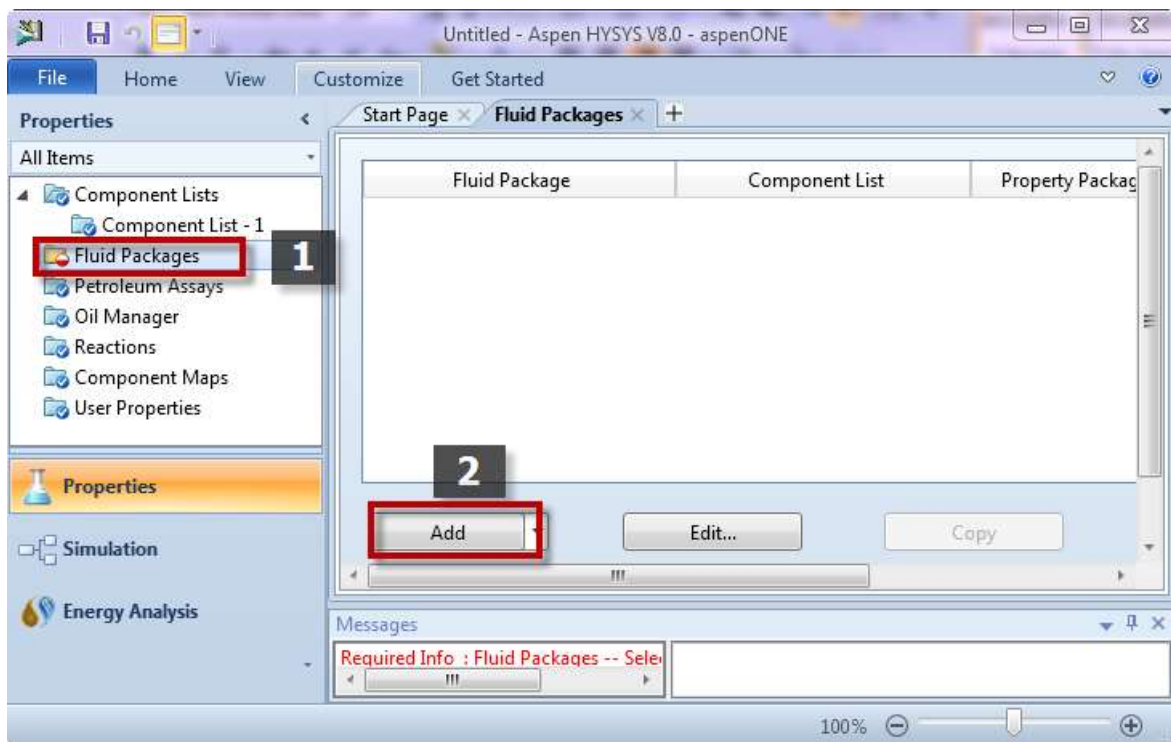 Untitled - Aspen HYSYS V8.0 - aspenONE
File Home View Customize Get Started
Properties
Start Page Fluid Packages
All Items
Fluid Package Component List Property Packag
Component Lists
Component List - 1
Fluid Packages
1
Petroleum Assays
Oil Manager
Reactions
Component Maps
User Properties
2
Properties
Add Edit... Copy
Simulation
Energy Analysis
Messages
Required Info : Fluid Packages -- Sele
100%